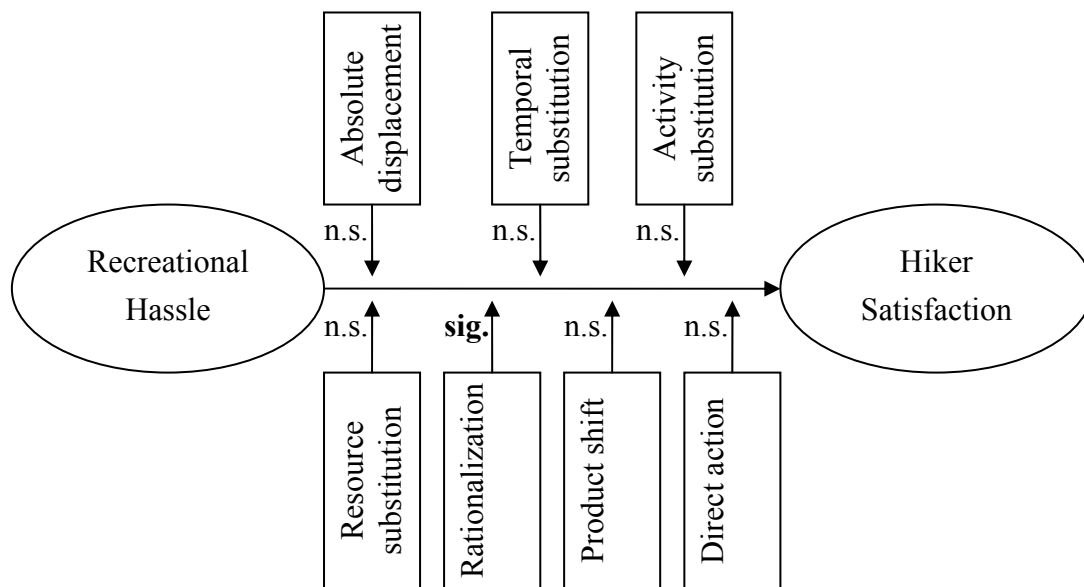 Absolute
displacement
Temporal
substitution
Activity
substitution
n.s.
n.s.
n.s.
Recreational
Hassle
Hiker
Satisfaction
n.s.
sig.
n.s.
n.s.
Resource
substitution
Rationalization
Product shift
Direct action